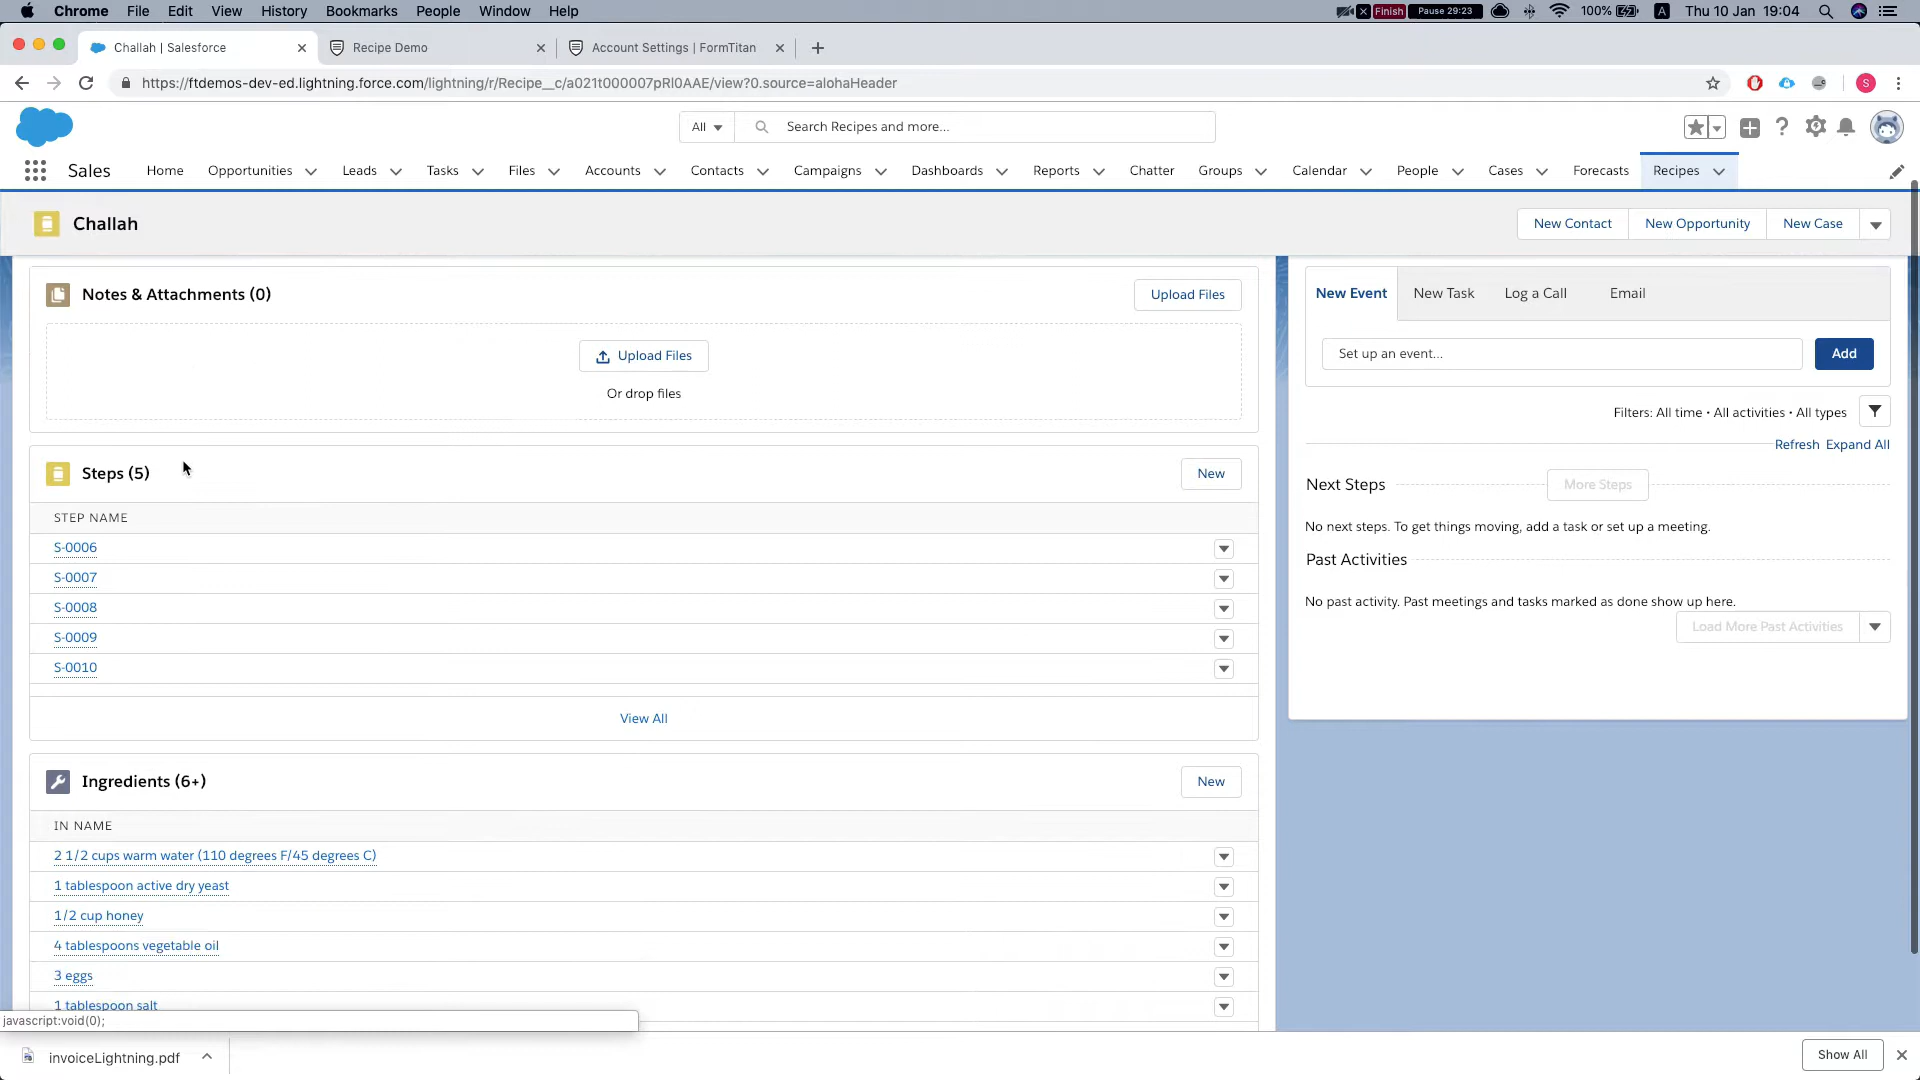 Chrome File Edit View History Bookmarks People Window Help Finish Pause 29:23 100% A Thu 10 Jan 19:04
Challah | Salesforce Recipe Demo Account Settings | FormTitan
https://ftdemos-dev-ed.lightning.force.com/lightning/r/Recipe__c/a021t000007pRl0AAE/view?0.source=alohaHeader S
All Search Recipes and more...
Sales Home Opportunities Leads Tasks Files Accounts Contacts Campaigns Dashboards Reports Chatter Groups Calendar People Cases Forecasts Recipes
Challah New Contact New Opportunity New Case
Notes & Attachments (0) Upload Files
Upload Files
Or drop files
Steps (5) New
STEP NAME
S-0006
S-0007
S-0008
S-0009
S-0010
View All
Ingredients (6+) New
IN NAME
2 1/2 cups warm water (110 degrees F/45 degrees C)
1 tablespoon active dry yeast
1/2 cup honey
4 tablespoons vegetable oil
3 eggs
1 tablespoon salt
New Event New Task Log a Call Email
Set up an event... Add
Filters: All time • All activities • All types
Refresh Expand All
Next Steps More Steps
No next steps. To get things moving, add a task or set up a meeting.
Past Activities
No past activity. Past meetings and tasks marked as done show up here.
Load More Past Activities
javascript:void(0);
invoiceLightning.pdf Show All